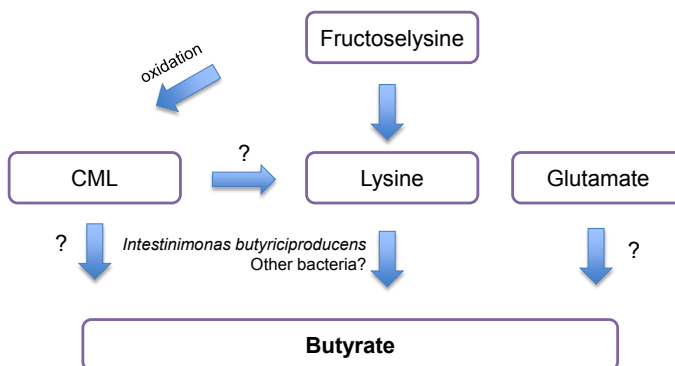 Fructoselysine
oxidation
?
CML
Lysine
Glutamate
?
Intestinimonas butyriciproducens
Other bacteria?
?
Butyrate